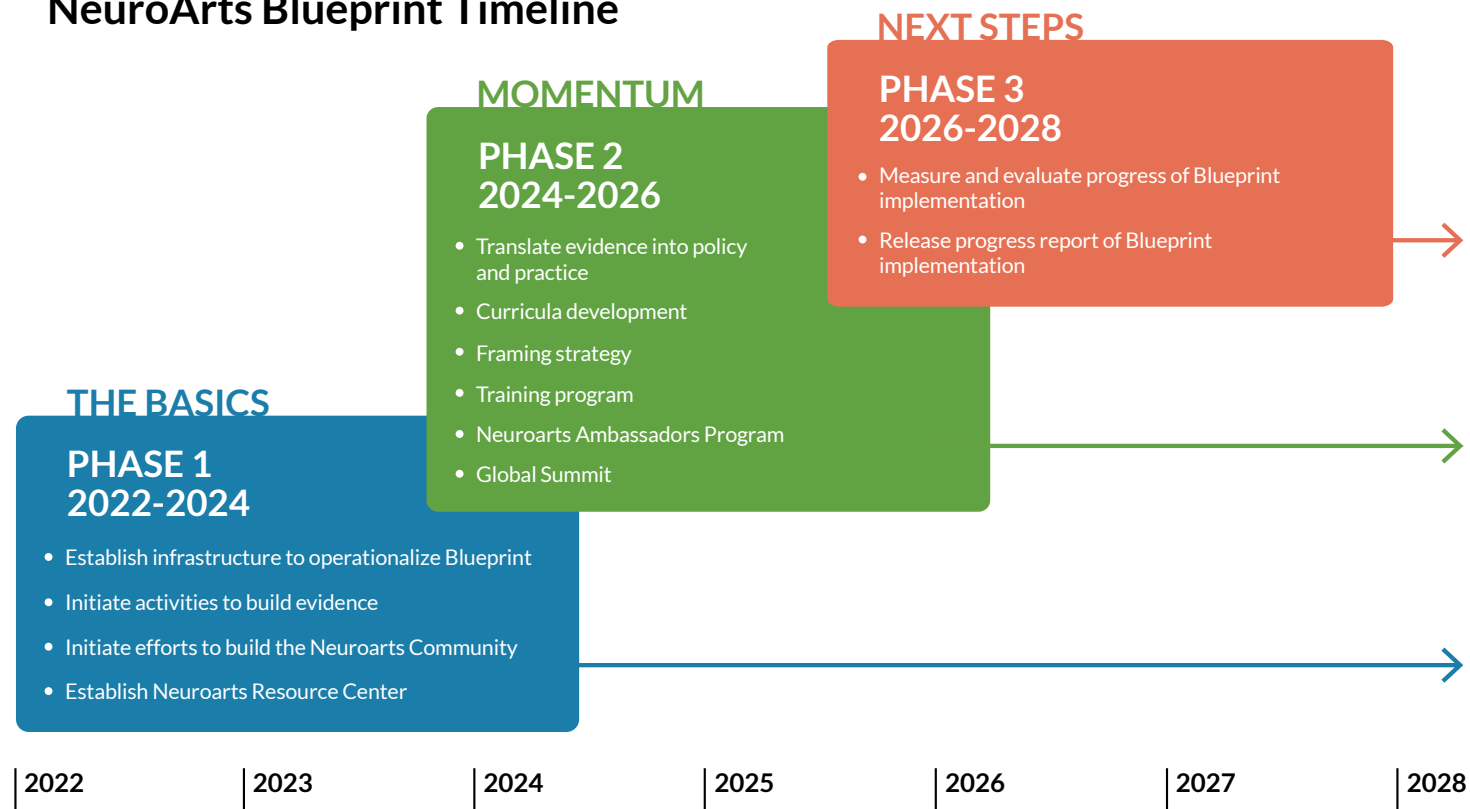 NeuroArts Blueprint Timeline
NEXT STEPS
PHASE 3
2026-2028
• Measure and evaluate progress of Blueprint
implementation
• Release progress report of Blueprint
implementation
MOMENTUM
PHASE 2
2024-2026
• Translate evidence into policy
and practice
• Curricula development
• Framing strategy
• Training program
• Neuroarts Ambassadors Program
• Global Summit
THE BASICS
PHASE 1
2022-2024
• Establish infrastructure to operationalize Blueprint
• Initiate activities to build evidence
• Initiate efforts to build the Neuroarts Community
• Establish Neuroarts Resource Center
2022 2023 2024 2025 2026 2027 2028